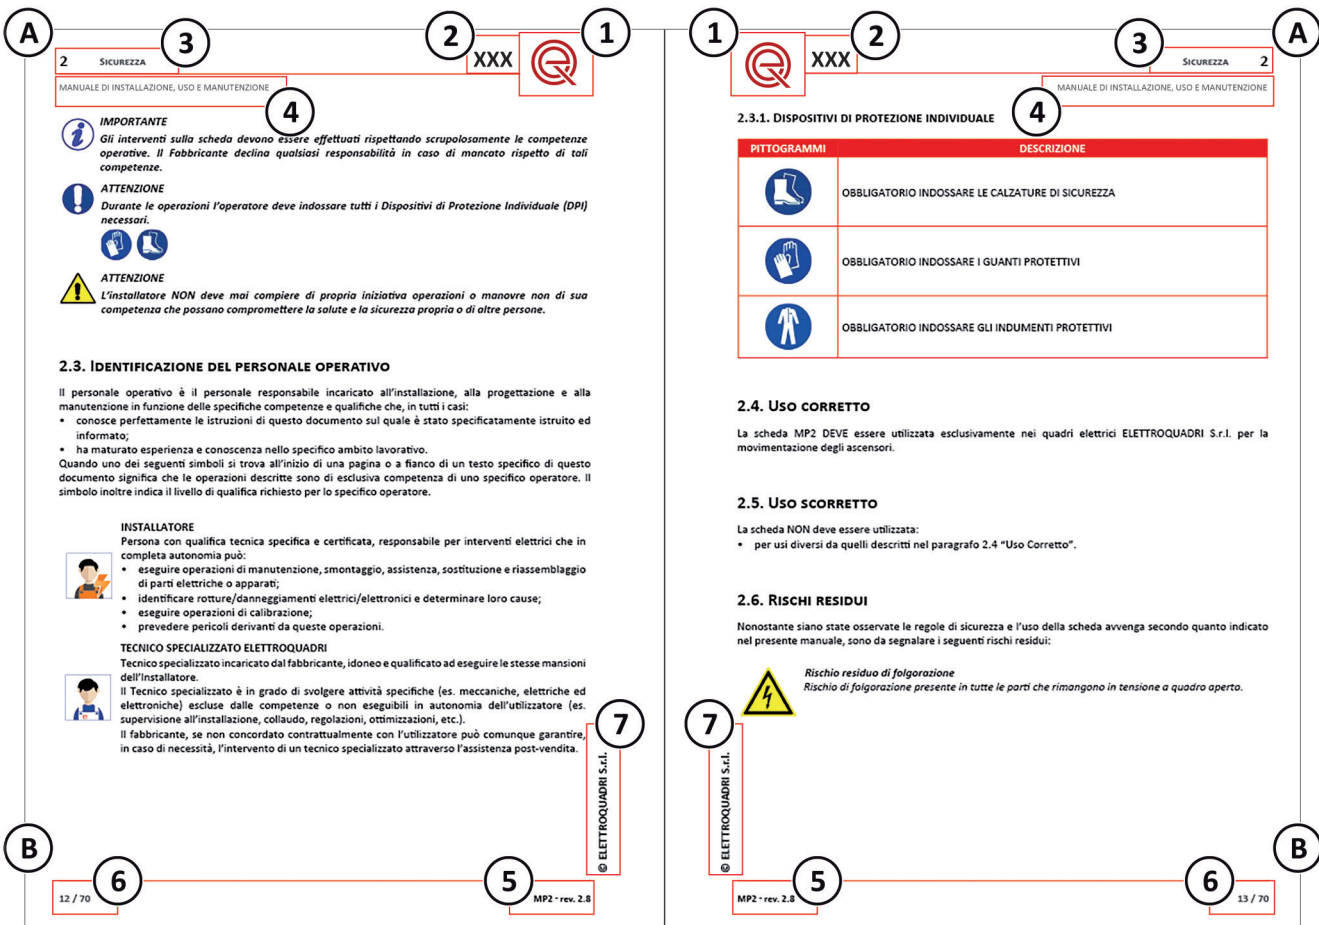 A
3
2
1
2 SICUREZZA
XXX
MANUALE DI INSTALLAZIONE, USO E MANUTENZIONE
4
IMPORTANTE
Gli interventi sulla scheda devono essere effettuati rispettando scrupolosamente le competenze
operative. Il Fabbricante declina qualsiasi responsabilità in caso di mancato rispetto di tali
competenze.
ATTENZIONE
Durante le operazioni l'operatore deve indossare tutti i Dispositivi di Protezione Individuale (DPI)
necessari.
ATTENZIONE
L'installatore NON deve mai compiere di propria iniziativa operazioni o manovre non di sua
competenza che possano compromettere la salute e la sicurezza propria o di altre persone.
2.3. IDENTIFICAZIONE DEL PERSONALE OPERATIVO
Il personale operativo è il personale responsabile incaricato all'installazione, alla progettazione e alla
manutenzione in funzione delle specifiche competenze e qualifiche che, in tutti i casi:
• conosce perfettamente le istruzioni di questo documento sul quale è stato specificatamente istruito ed
informato;
• ha maturato esperienza e conoscenza nello specifico ambito lavorativo.
Quando uno dei seguenti simboli si trova all'inizio di una pagina o a fianco di un testo specifico di questo
documento significa che le operazioni descritte sono di esclusiva competenza di uno specifico operatore. Il
simbolo inoltre indica il livello di qualifica richiesto per lo specifico operatore.
INSTALLATORE
Persona con qualifica tecnica specifica e certificata, responsabile per interventi elettrici che in
completa autonomia può:
• eseguire operazioni di manutenzione, smontaggio, assistenza, sostituzione e riassemblaggio
di parti elettriche o apparati;
• identificare rotture/danneggiamenti elettrici/elettronici e determinare loro cause;
• eseguire operazioni di calibrazione;
• prevedere pericoli derivanti da queste operazioni.
TECNICO SPECIALIZZATO ELETTROQUADRI
Tecnico specializzato incaricato dal fabbricante, idoneo e qualificato ad eseguire le stesse mansioni
dell'Installatore.
Il Tecnico specializzato è in grado di svolgere attività specifiche (es. meccaniche, elettriche ed
elettroniche) escluse dalle competenze o non eseguibili in autonomia dell'utilizzatore (es.
supervisione all'installazione, collaudo, regolazioni, ottimizzazioni, etc.).
Il fabbricante, se non concordato contrattualmente con l'utilizzatore può comunque garantire,
in caso di necessità, l'intervento di un tecnico specializzato attraverso l'assistenza post-vendita.
7
© ELETTROQUADRI S.r.l.
B
6
5
12 / 70
MP2 - rev. 2.8
1
2
3
A
XXX
SICUREZZA 2
MANUALE DI INSTALLAZIONE, USO E MANUTENZIONE
4
2.3.1. DISPOSITIVI DI PROTEZIONE INDIVIDUALE
PITTOGRAMMI DESCRIZIONE
OBBLIGATORIO INDOSSARE LE CALZATURE DI SICUREZZA
OBBLIGATORIO INDOSSARE I GUANTI PROTETTIVI
OBBLIGATORIO INDOSSARE GLI INDUMENTI PROTETTIVI
2.4. USO CORRETTO
La scheda MP2 DEVE essere utilizzata esclusivamente nei quadri elettrici ELETTROQUADRI S.r.l. per la
movimentazione degli ascensori.
2.5. USO SCORRETTO
La scheda NON deve essere utilizzata:
• per usi diversi da quelli descritti nel paragrafo 2.4 “Uso Corretto”.
2.6. RISCHI RESIDUI
Nonostante siano state osservate le regole di sicurezza e l'uso della scheda avvenga secondo quanto indicato
nel presente manuale, sono da segnalare i seguenti rischi residui:
Rischio residuo di folgorazione
Rischio di folgorazione presente in tutte le parti che rimangono in tensione a quadro aperto.
7
© ELETTROQUADRI S.r.l.
B
5
6
MP2 - rev. 2.8
13 / 70